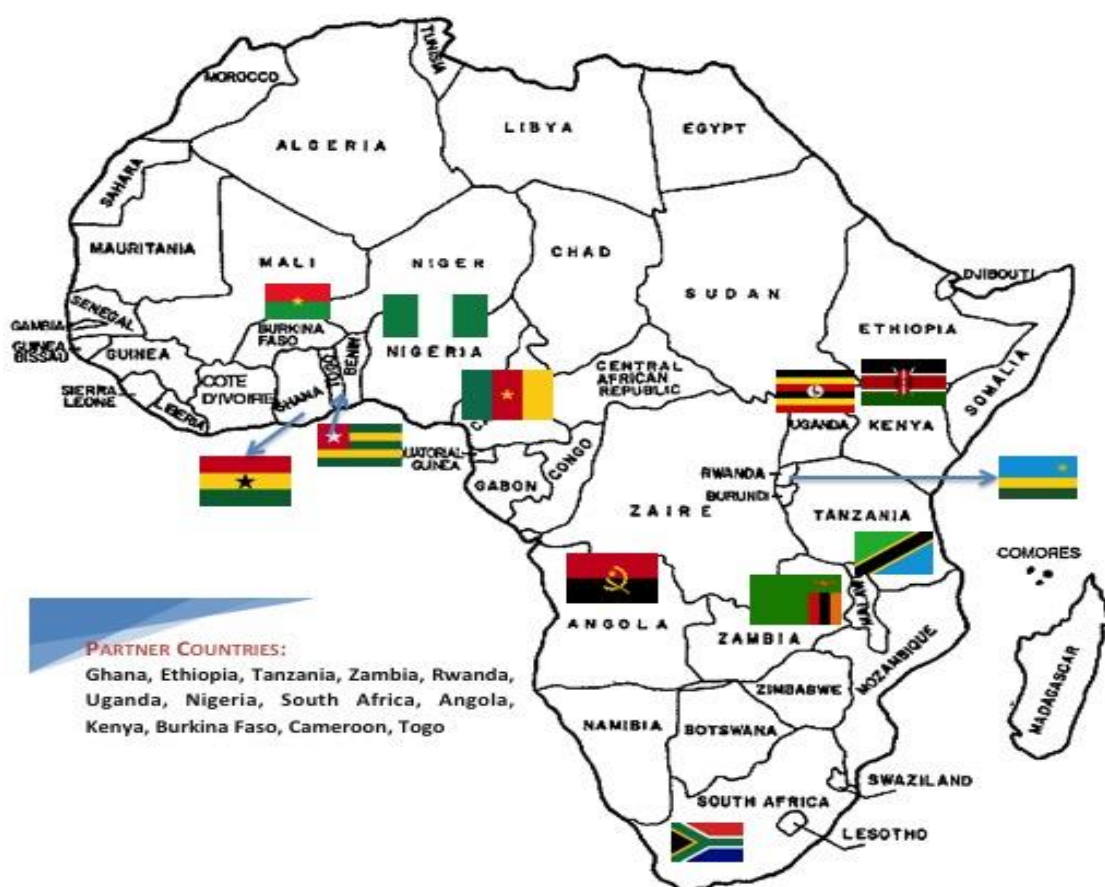 TUNISIA
MOROCCO
ALGERIA
LIBYA
EGYPT
SAHARA
MAURITANIA
MALI
NIGER
CHAD
SUDAN
DJIBOUTI
SENEGAL
GAMBIA
GUINEA
BISSAU
GUINEA
SIERRA
LEONE
LIBERIA
COTE
D'IVOIRE
BURKINA
FASO
GHANA
TOGO
BENIN
NIGERIA
CENTRAL
AFRICAN
REPUBLIC
ETHIOPIA
SOMALIA
UGANDA
KENYA
UATORIAL
GUINEA
GABON
CONGO
ZAIRE
RWANDA
BURUNDI
TANZANIA
COMORES
ANGOLA
ZAMBIA
MALAWI
MOZAMBIQUE
ZIMBABWE
MADAGASCAR
NAMIBIA
BOTSWANA
SWAZILAND
SOUTH AFRICA
LESOTHO
PARTNER COUNTRIES:
Ghana, Ethiopia, Tanzania, Zambia, Rwanda,
Uganda, Nigeria, South Africa, Angola,
Kenya, Burkina Faso, Cameroon, Togo